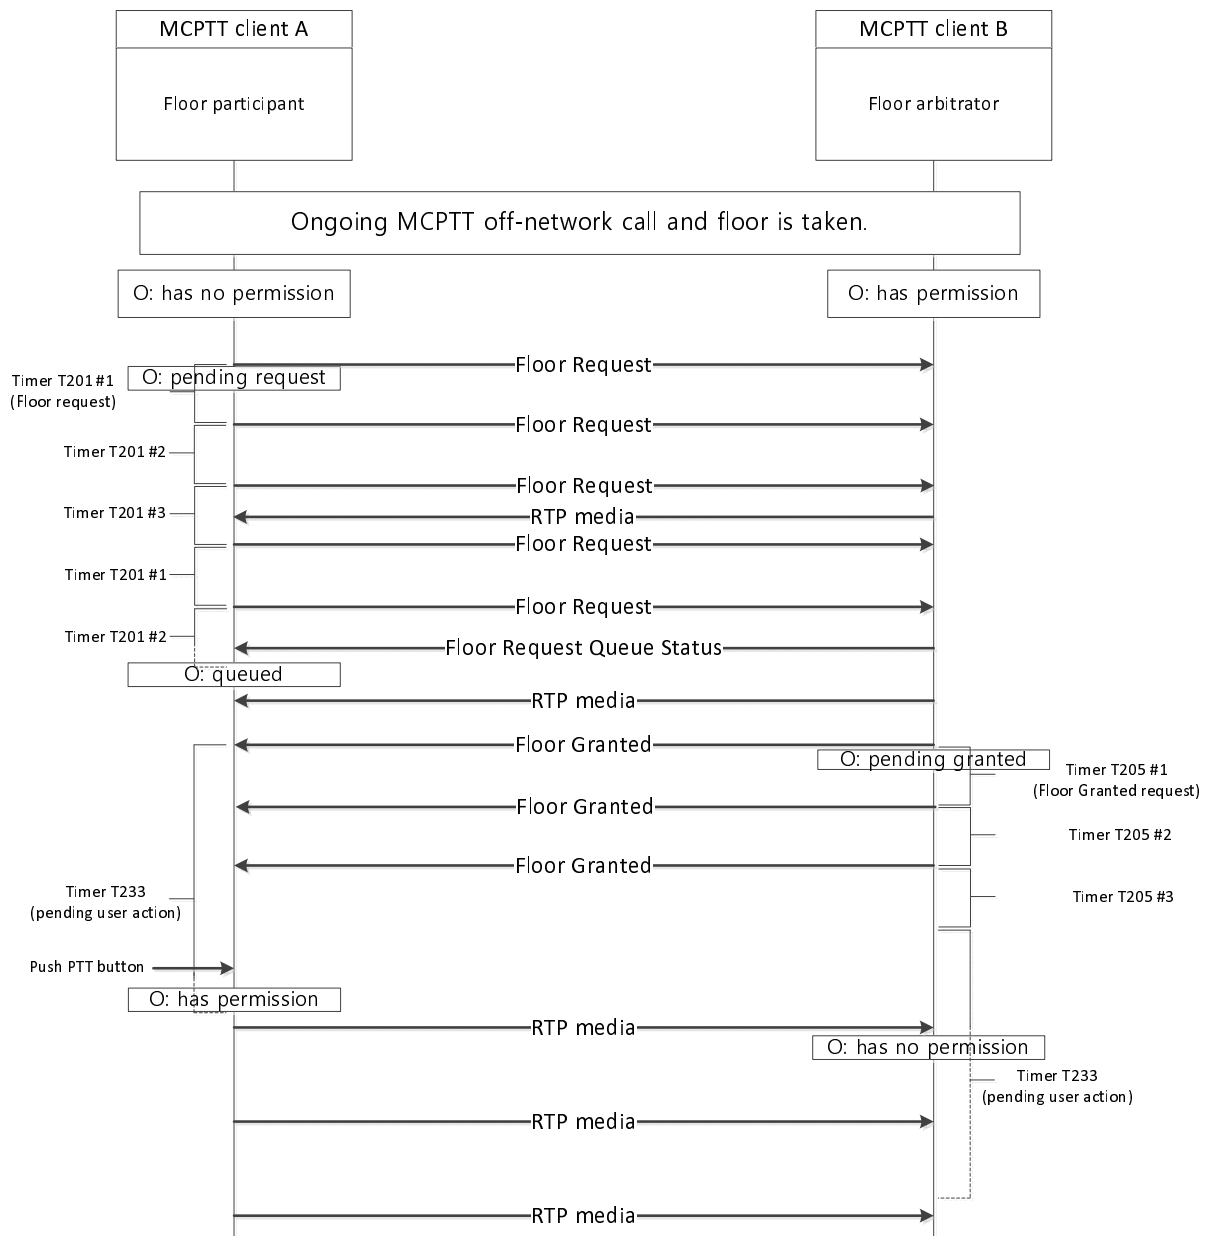 MCPTT client A
MCPTT client B
Floor participant
Floor arbitrator
Ongoing MCPTT off-network call and floor is taken.
O: has no permission
O: has permission
Floor Request
O: pending request
Timer T201 #1
(Floor request)
Floor Request
Timer T201 #2
Floor Request
Timer T201 #3
RTP media
Floor Request
Timer T201 #1
Floor Request
Timer T201 #2
Floor Request Queue Status
O: queued
RTP media
Floor Granted
O: pending granted
Timer T205 #1
(Floor Granted request)
Floor Granted
Timer T205 #2
Floor Granted
Timer T233
(pending user action)
Timer T205 #3
Push PTT button
O: has permission
RTP media
O: has no permission
Timer T233
(pending user action)
RTP media
RTP media